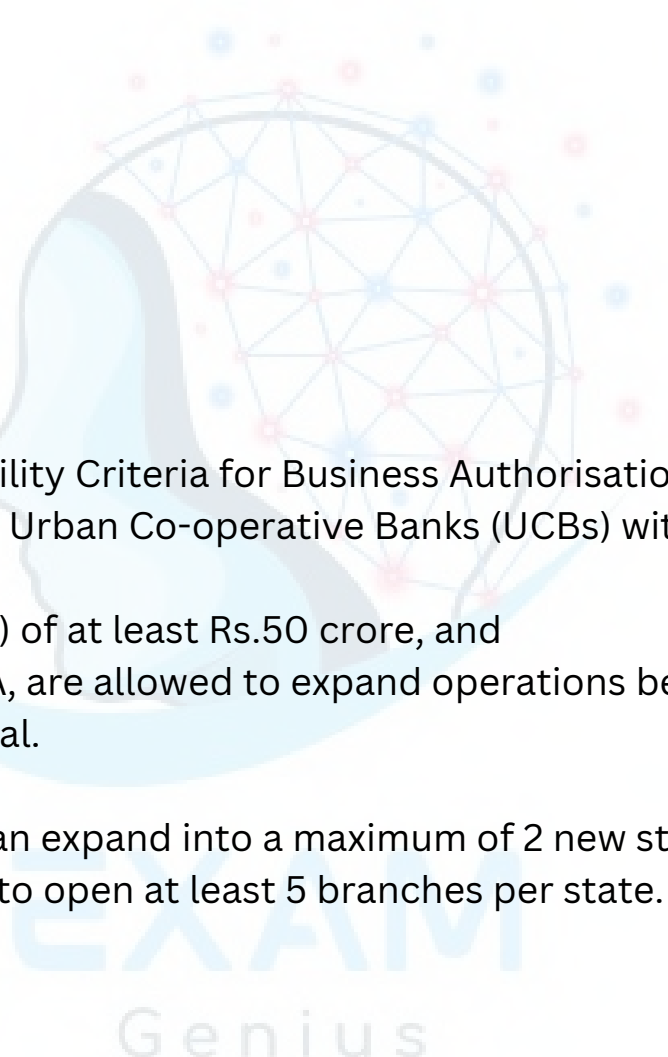 ility Criteria for Business Authorisatio
Urban Co-operative Banks (UCBs) wit
) of at least Rs.50 crore, and
A, are allowed to expand operations be
al.
an expand into a maximum of 2 new st
to open at least 5 branches per state.
EXAM
Genius